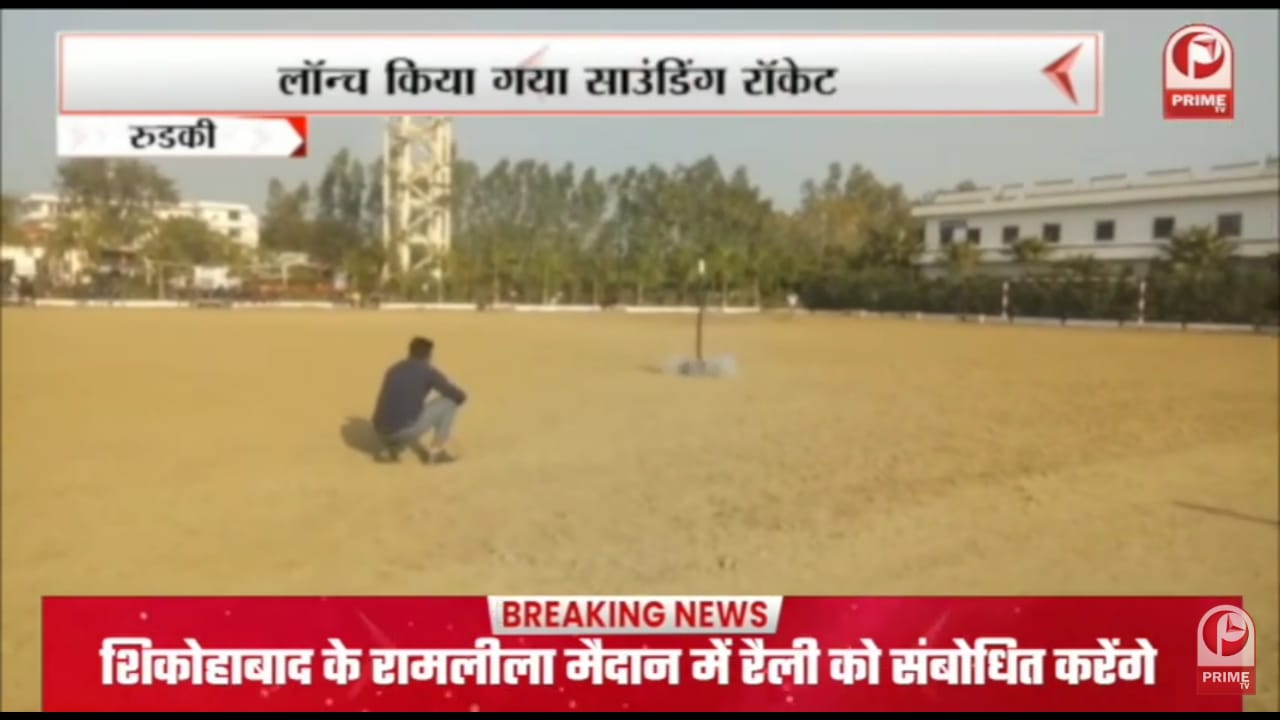 लॉन्च किया गया साउंडिंग रॉकेट
PRIME
TV
रुडकी
BREAKING NEWS
शिकोहाबाद के रामलीला मैदान में रैली को संबोधित करेंगे
PRIME
TV